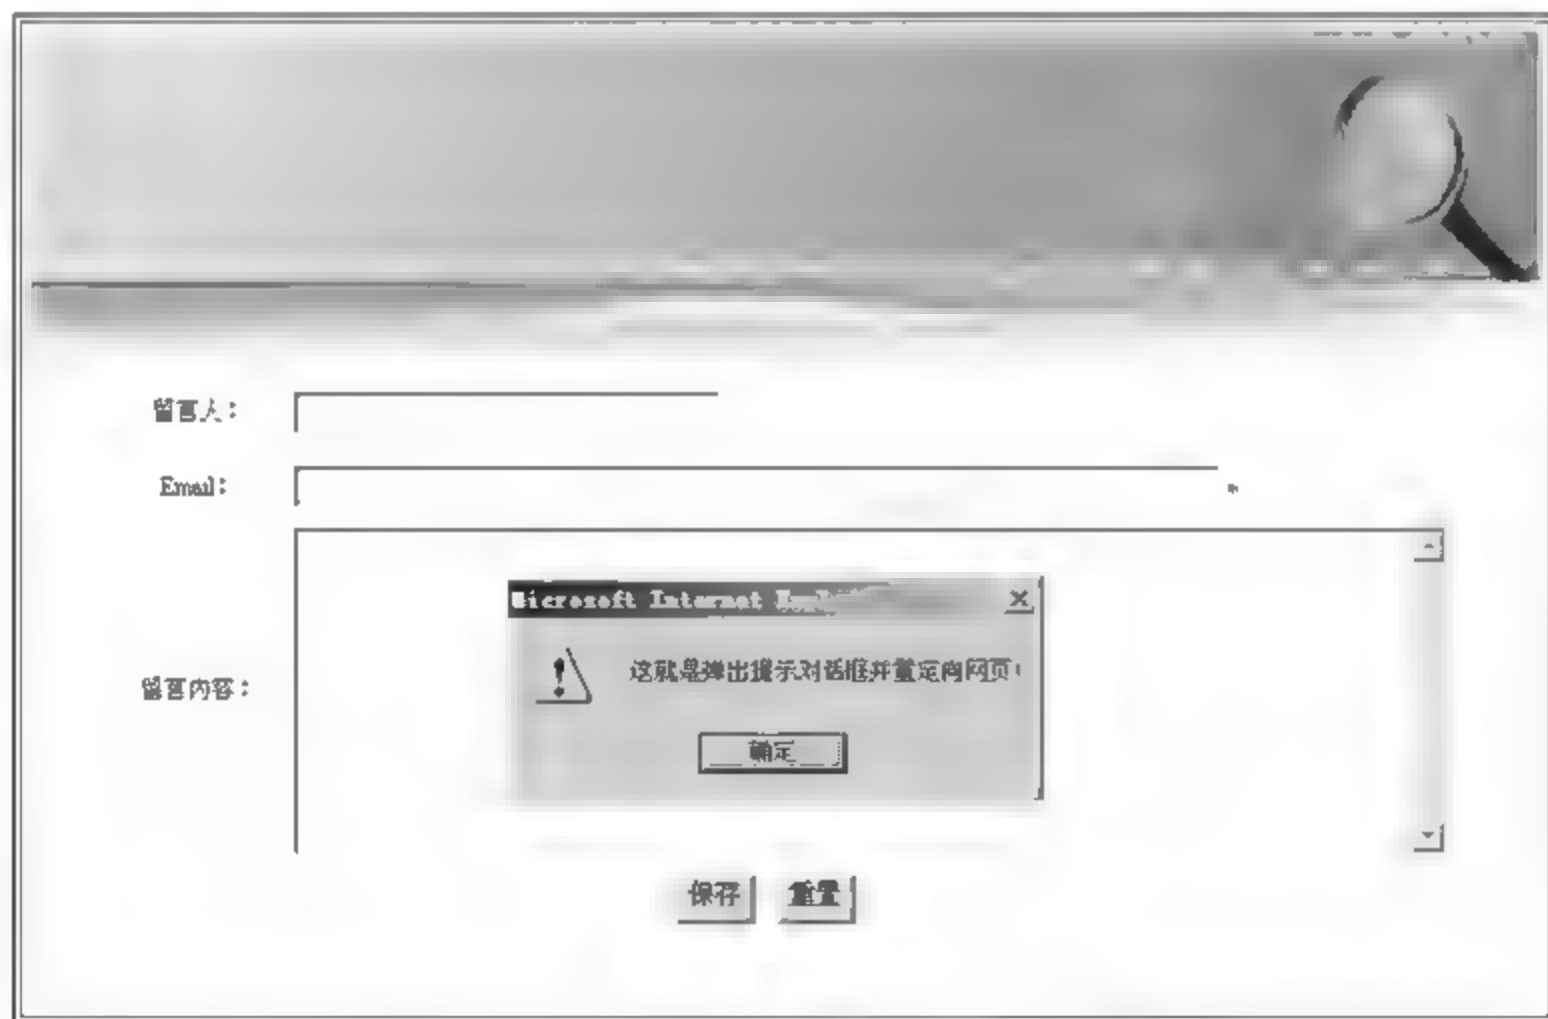 留言人:
Email:
Microsoft Internet
这就是弹出提示对话框并重定向网页!
留言内容:
确定
保存 重置